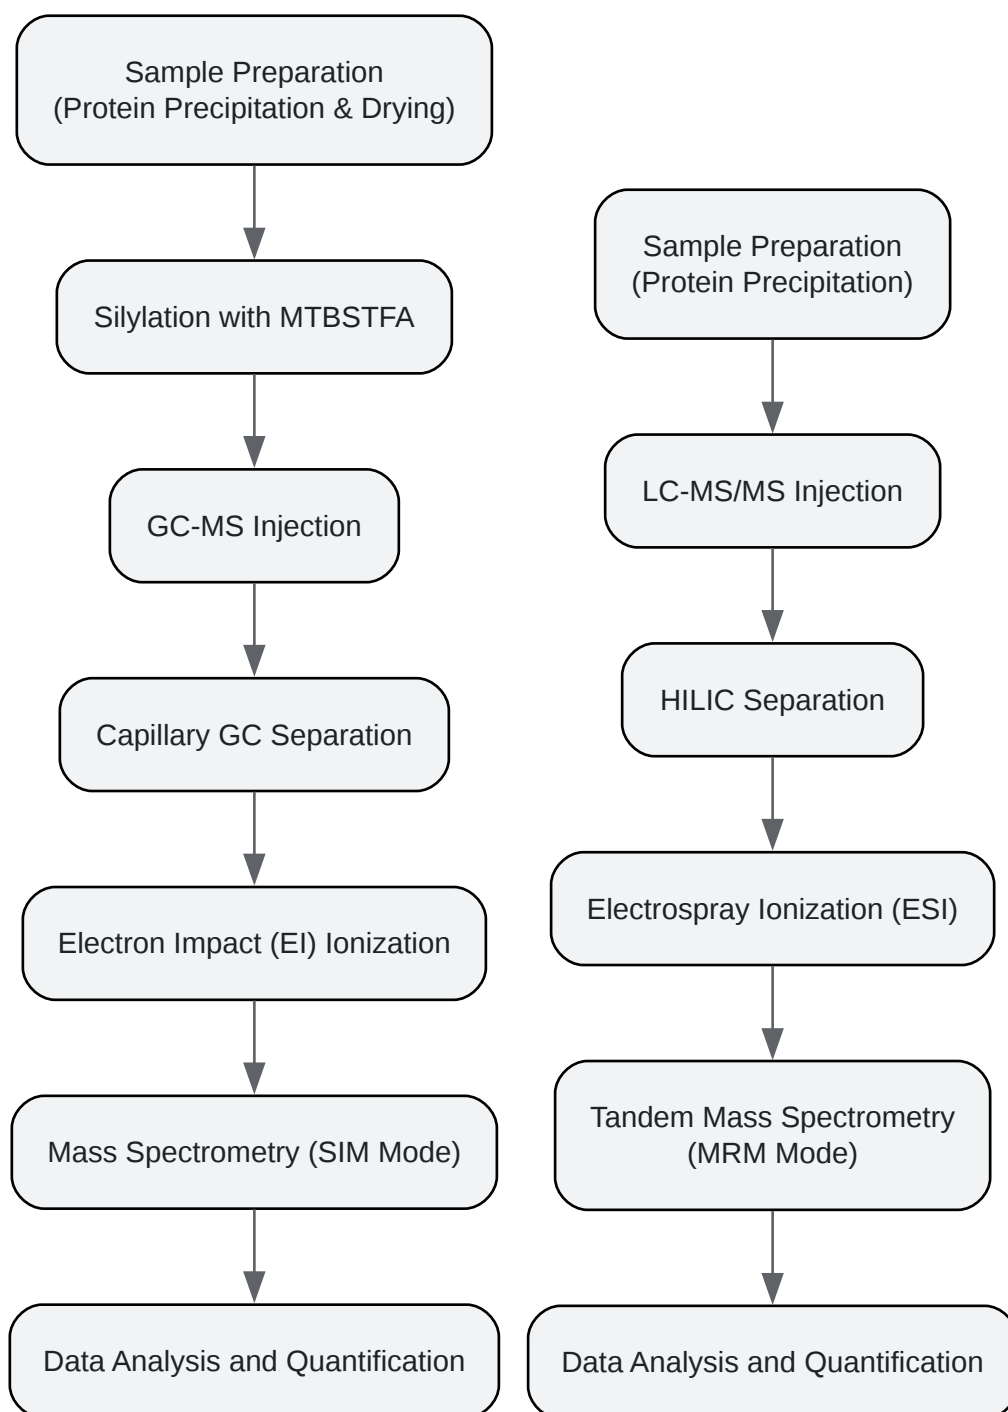 Sample Preparation
(Protein Precipitation & Drying)
Silylation with MTBSTFA
GC-MS Injection
Capillary GC Separation
Electron Impact (EI) Ionization
Mass Spectrometry (SIM Mode)
Data Analysis and Quantification
Sample Preparation
(Protein Precipitation)
LC-MS/MS Injection
HILIC Separation
Electrospray Ionization (ESI)
Tandem Mass Spectrometry
(MRM Mode)
Data Analysis and Quantification